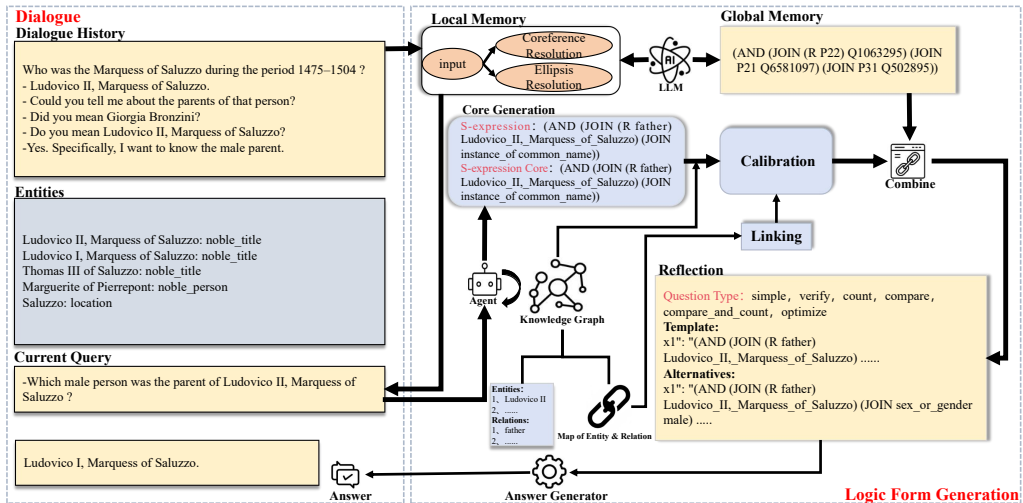 Dialogue
Dialogue History
Who was the Marquess of Saluzzo during the period 1475–1504 ?
- Ludovico II, Marquess of Saluzzo.
- Could you tell me about the parents of that person?
- Did you mean Giorgia Bronzini?
- Do you mean Ludovico II, Marquess of Saluzzo?
-Yes. Specifically, I want to know the male parent.
Entities
Ludovico II, Marquess of Saluzzo: noble_title
Ludovico I, Marquess of Saluzzo: noble_title
Thomas III of Saluzzo: noble_title
Marguerite of Pierrepont: noble_person
Saluzzo: location
Current Query
-Which male person was the parent of Ludovico II, Marquess of
Saluzzo ?
Ludovico I, Marquess of Saluzzo.
Answer
Local Memory
input
Coreference
Resolution
Ellipsis
Resolution
AI
LLM
Global Memory
(AND (JOIN (R P22) Q1063295) (JOIN
P21 Q6581097) (JOIN P31 Q502895))
Core Generation
S-expression: (AND (JOIN (R father)
Ludovico_II,_Marquess_of_Saluzzo) (JOIN
instance_of common_name))
S-expression Core: (AND (JOIN (R father)
Ludovico_II,_Marquess_of_Saluzzo) (JOIN
instance_of common_name))
Calibration
Combine
Linking
Agent
Knowledge Graph
Entities:
1、Ludovico II
2、......
Relations:
1、father
2、......
Map of Entity & Relation
Reflection
Question Type: simple, verify, count, compare,
compare_and_count, optimize
Template:
x1": "(AND (JOIN (R father)
Ludovico_II,_Marquess_of_Saluzzo) ......
Alternatives:
x1": "(AND (JOIN (R father)
Ludovico_II,_Marquess_of_Saluzzo) (JOIN sex_or_gender
male) .....
Answer Generator
Logic Form Generation